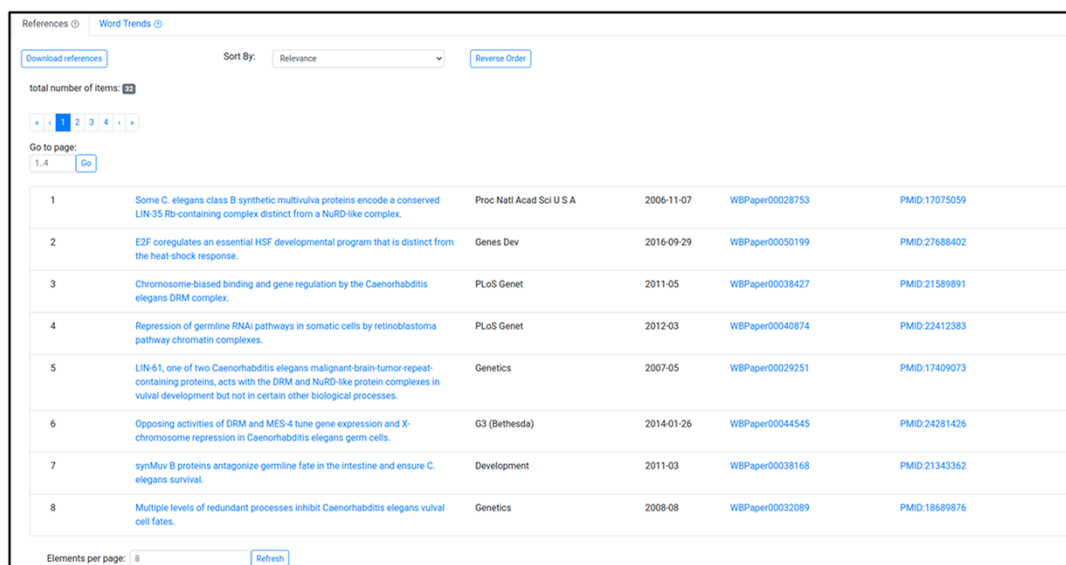 References
Word Trends
Download references
Sort By:
Relevance
Reverse Order
total number of items: 32
« ‹ 1 2 3 4 › »
Go to page:
1..4
Go
1
Some C. elegans class B synthetic multivulva proteins encode a conserved
LIN-35 Rb-containing complex distinct from a NuRD-like complex.
Proc Natl Acad Sci U S A
2006-11-07
WBPaper00028753
PMID:17075059
2
E2F coregulates an essential HSF developmental program that is distinct from
the heat-shock response.
Genes Dev
2016-09-29
WBPaper00050199
PMID:27688402
3
Chromosome-biased binding and gene regulation by the Caenorhabditis
elegans DRM complex.
PLoS Genet
2011-05
WBPaper00038427
PMID:21589891
4
Repression of germline RNAi pathways in somatic cells by retinoblastoma
pathway chromatin complexes.
PLoS Genet
2012-03
WBPaper00040874
PMID:22412383
5
LIN-61, one of two Caenorhabditis elegans malignant-brain-tumor-repeat-
containing proteins, acts with the DRM and NuRD-like protein complexes in
vulval development but not in certain other biological processes.
Genetics
2007-05
WBPaper00029251
PMID:17409073
6
Opposing activities of DRM and MES-4 tune gene expression and X-
chromosome repression in Caenorhabditis elegans germ cells.
G3 (Bethesda)
2014-01-26
WBPaper00044545
PMID:24281426
7
synMuv B proteins antagonize germline fate in the intestine and ensure C.
elegans survival.
Development
2011-03
WBPaper00038168
PMID:21343362
8
Multiple levels of redundant processes inhibit Caenorhabditis elegans vulval
cell fates.
Genetics
2008-08
WBPaper00032089
PMID:18689876
Elements per page: 8
Refresh